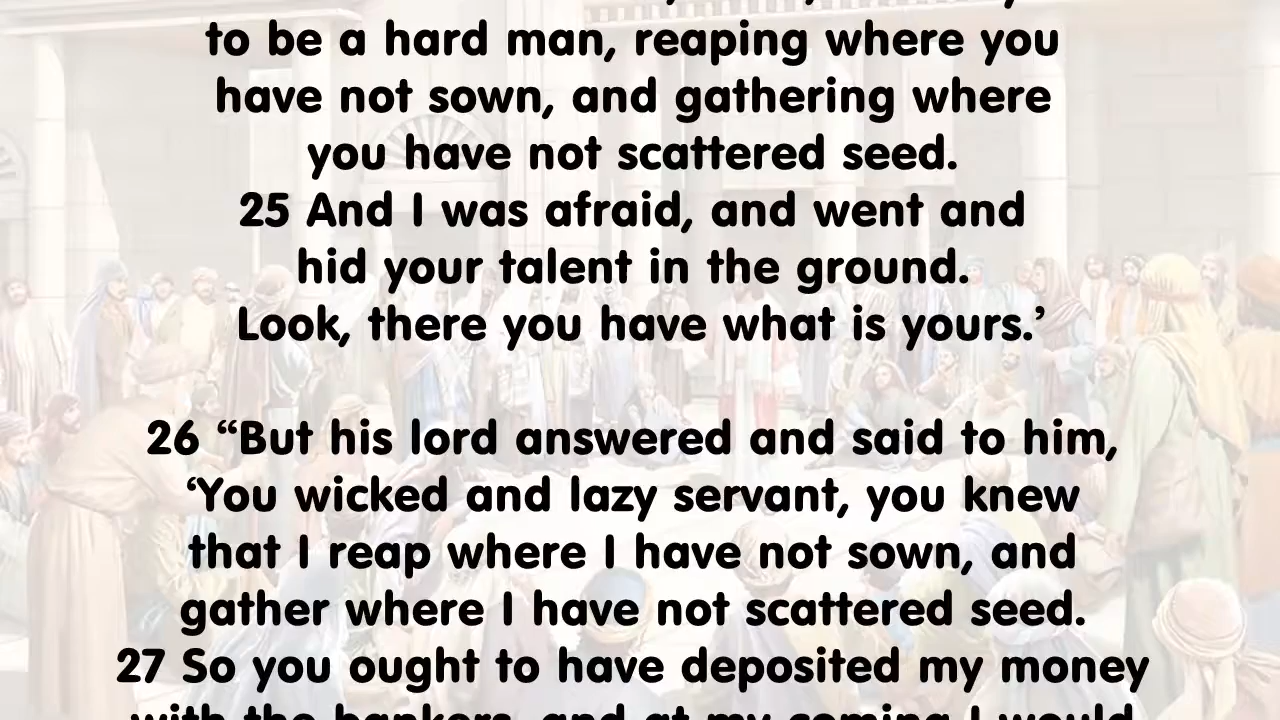 to be a hard man, reaping where you
have not sown, and gathering where
you have not scattered seed.
25 And I was afraid, and went and
hid your talent in the ground.
Look, there you have what is yours.’
26 “But his lord answered and said to him,
‘You wicked and lazy servant, you knew
that I reap where I have not sown, and
gather where I have not scattered seed.
27 So you ought to have deposited my money
with the bankers, and at my coming I would